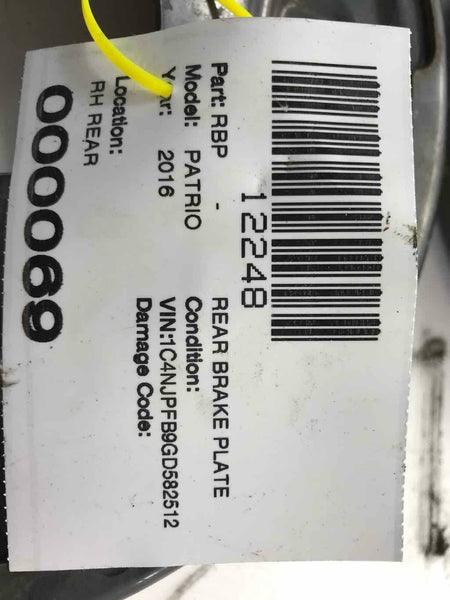 12248
Part: RBP - REAR BRAKE PLATE
Model: PATRIO Condition:
Year: 2016 VIN:1C4NJPFB9GD582512
Damage Code:
Location:
RH REAR
000069